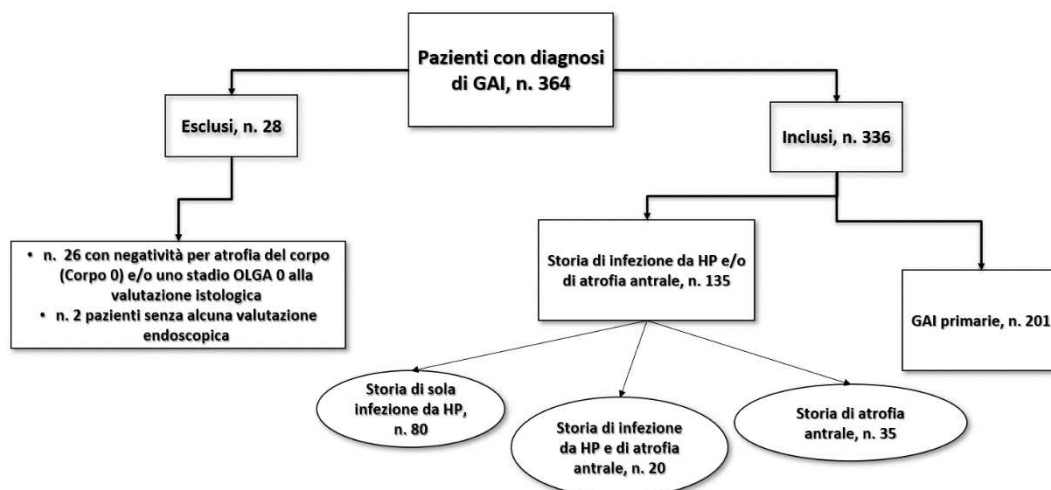 Pazienti con diagnosi
di GAI, n. 364
Esclusi, n. 28
Inclusi, n. 336
• n. 26 con negatività per atrofia del corpo
(Corpo 0) e/o uno stadio OLGA 0 alla
valutazione istologica
• n. 2 pazienti senza alcuna valutazione
endoscopica
Storia di infezione da HP e/o
di atrofia antrale, n. 135
GAI primarie, n. 201
Storia di sola
infezione da HP,
n. 80
Storia di infezione
da HP e di atrofia
antrale, n. 20
Storia di atrofia
antrale, n. 35